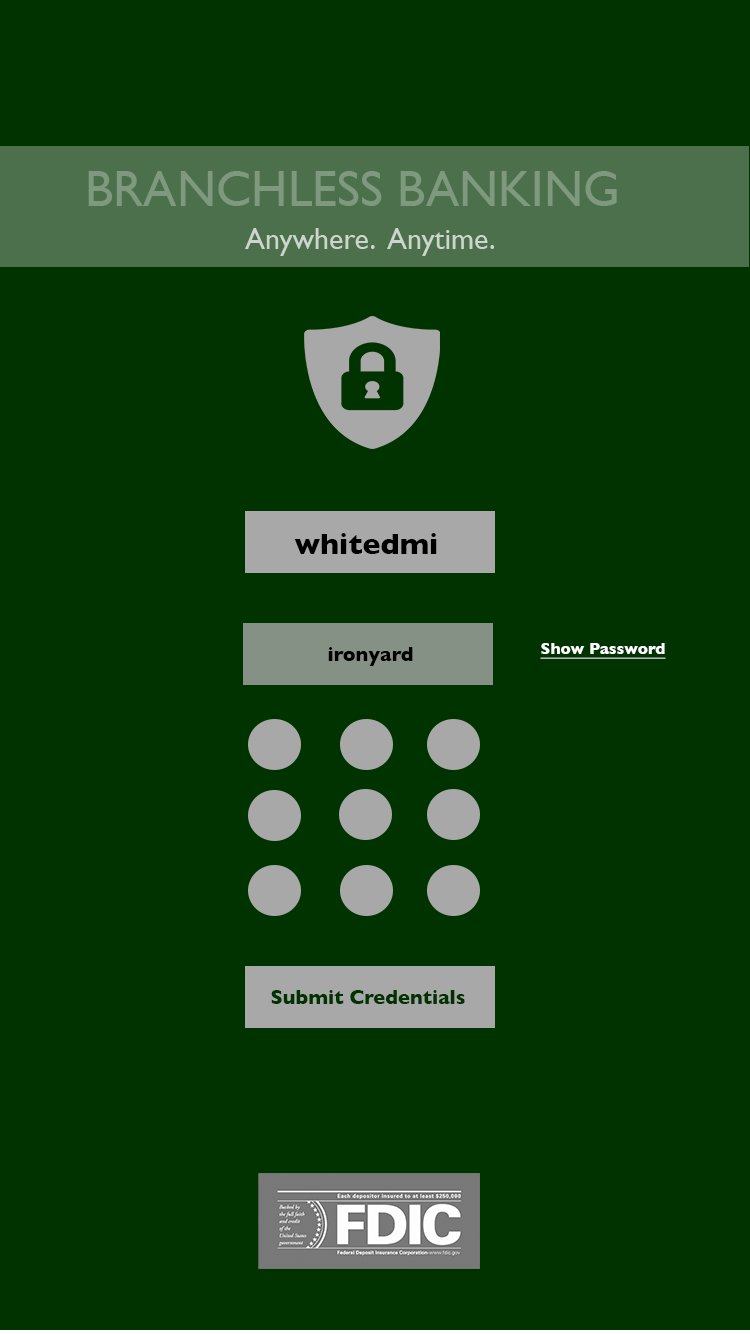 BRANCHLESS BANKING
Anywhere. Anytime.
whitedmi
ironyard
Show Password
Submit Credentials
Each depositor insured to at least $250,000
Backed by
the full faith
and credit
of the
United States
government
FDIC
Federal Deposit Insurance Corporation•www.fdic.gov